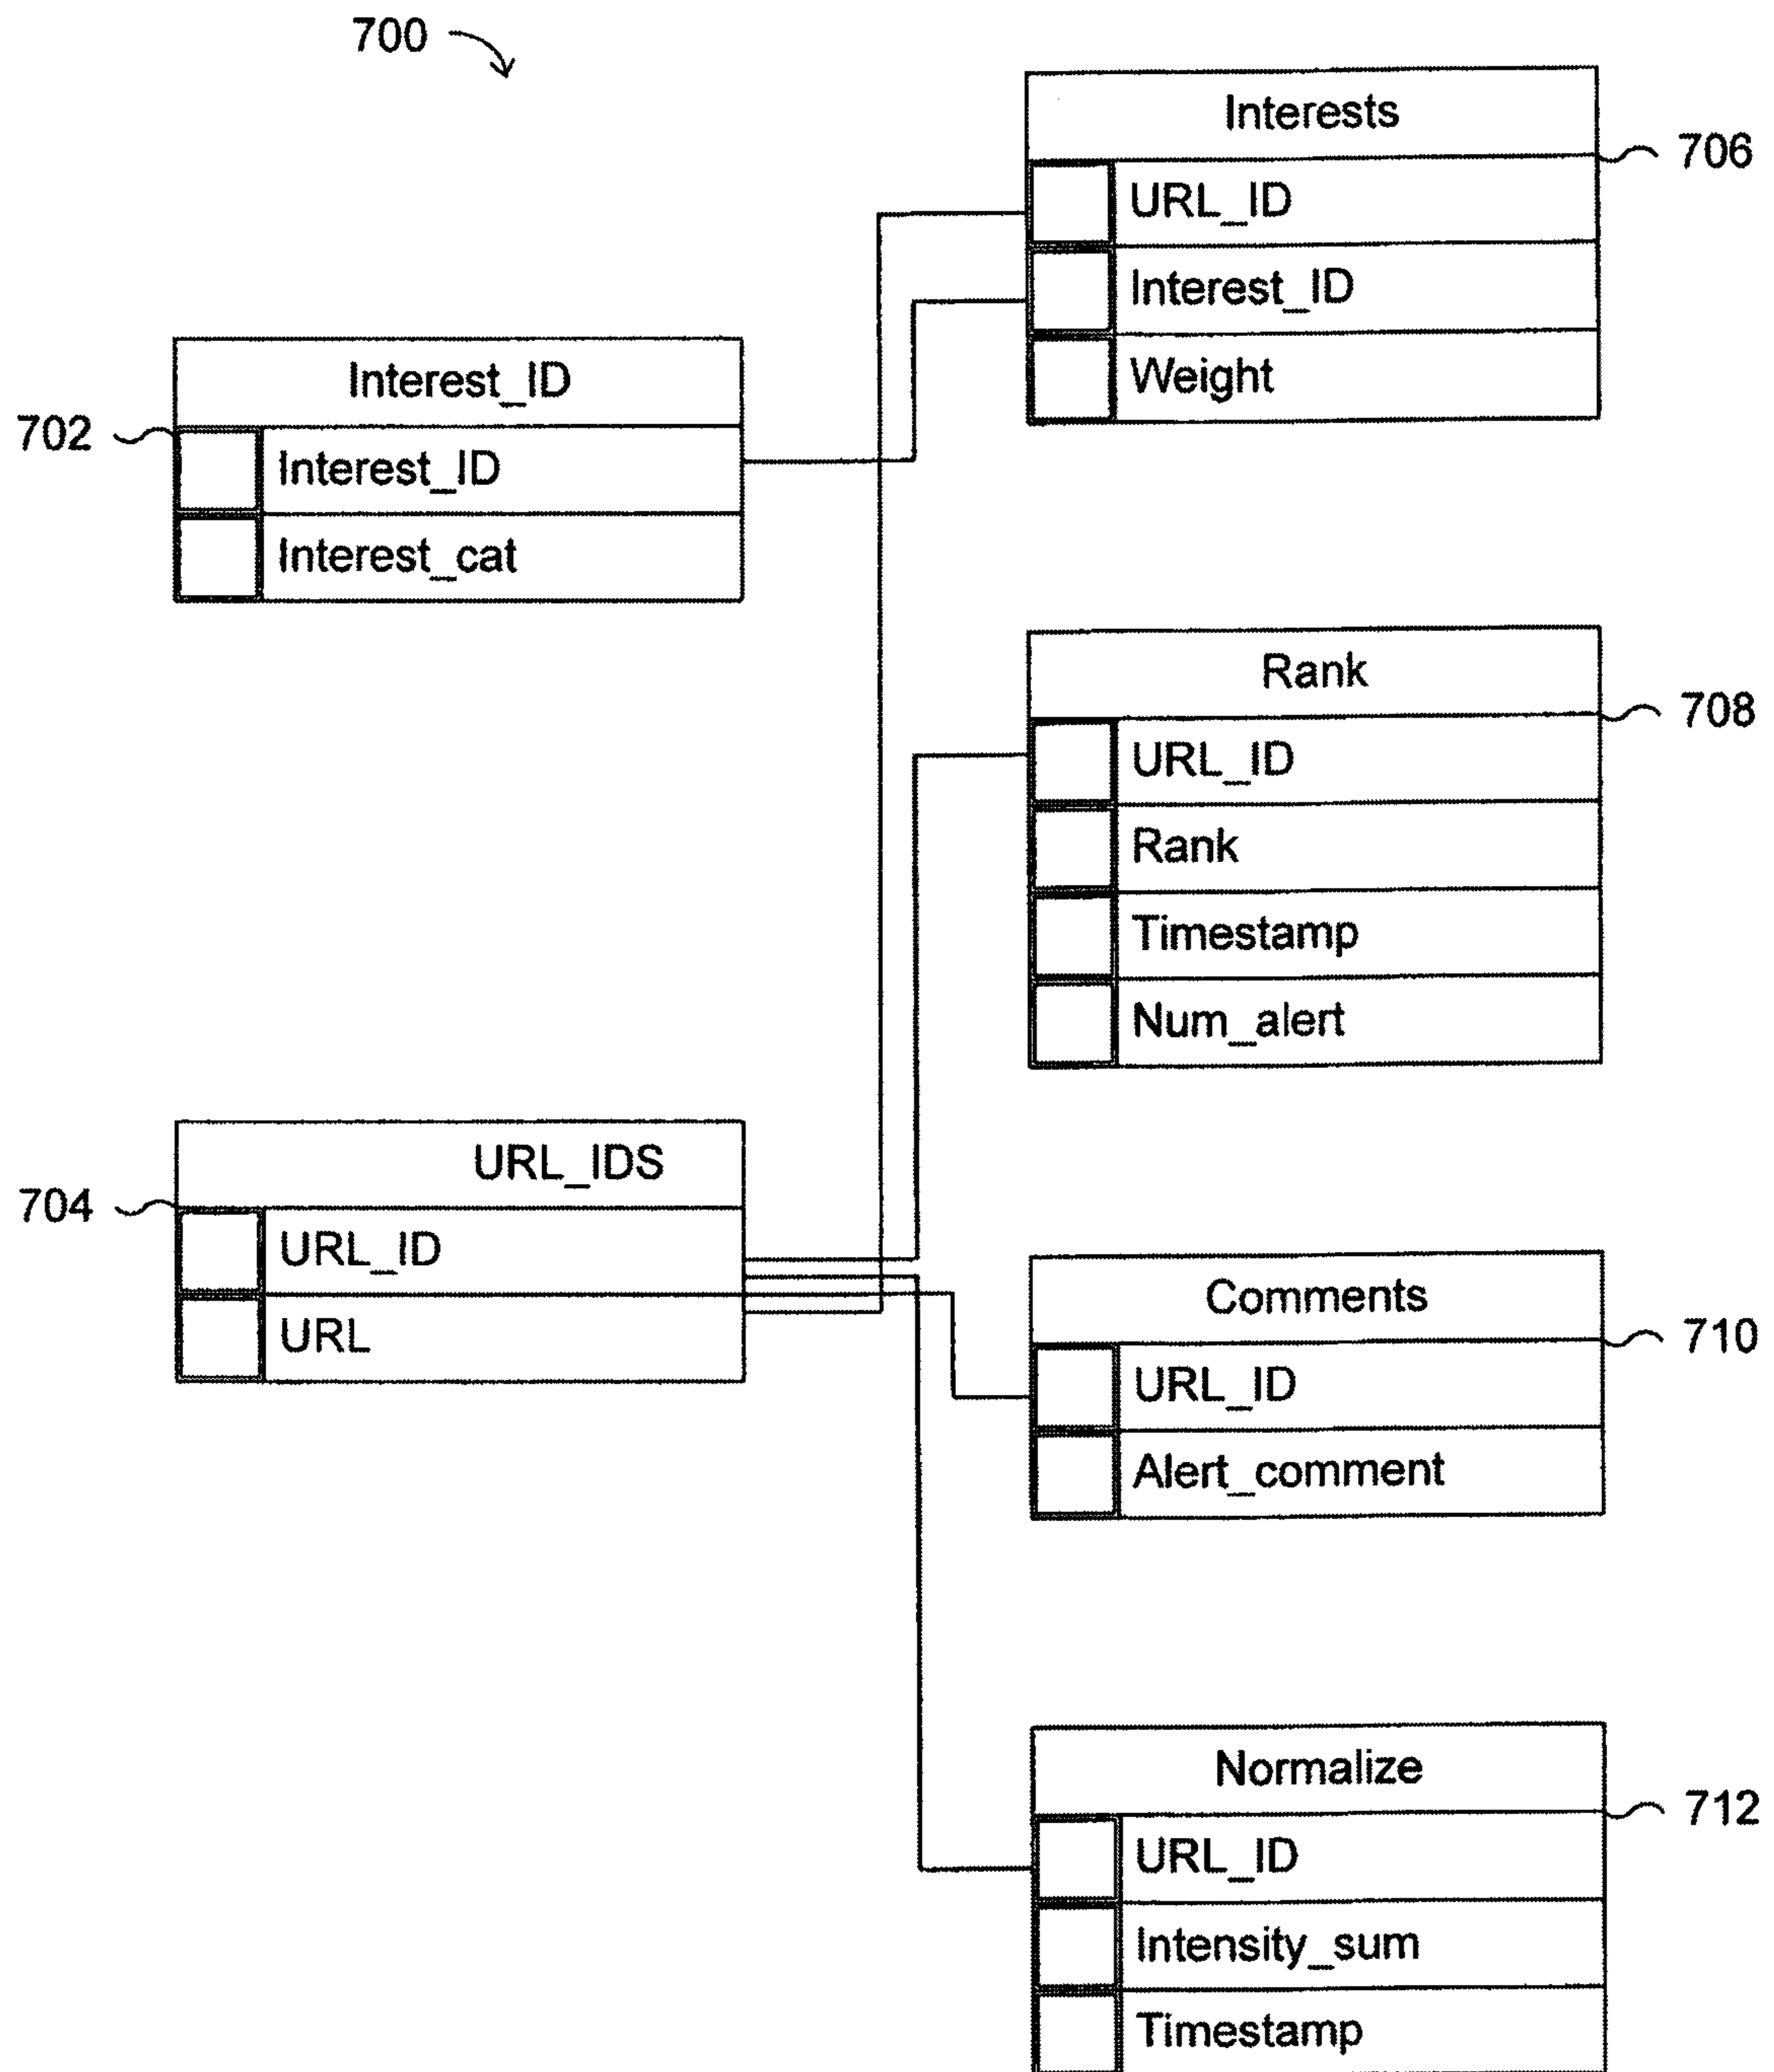 700
Interests
706
URL_ID
Interest_ID
Weight
Interest_ID
702
Interest_ID
Interest_cat
Rank
708
URL_ID
Rank
Timestamp
Num_alert
URL_IDS
704
URL_ID
URL
Comments
710
URL_ID
Alert_comment
Normalize
712
URL_ID
Intensity_sum
Timestamp